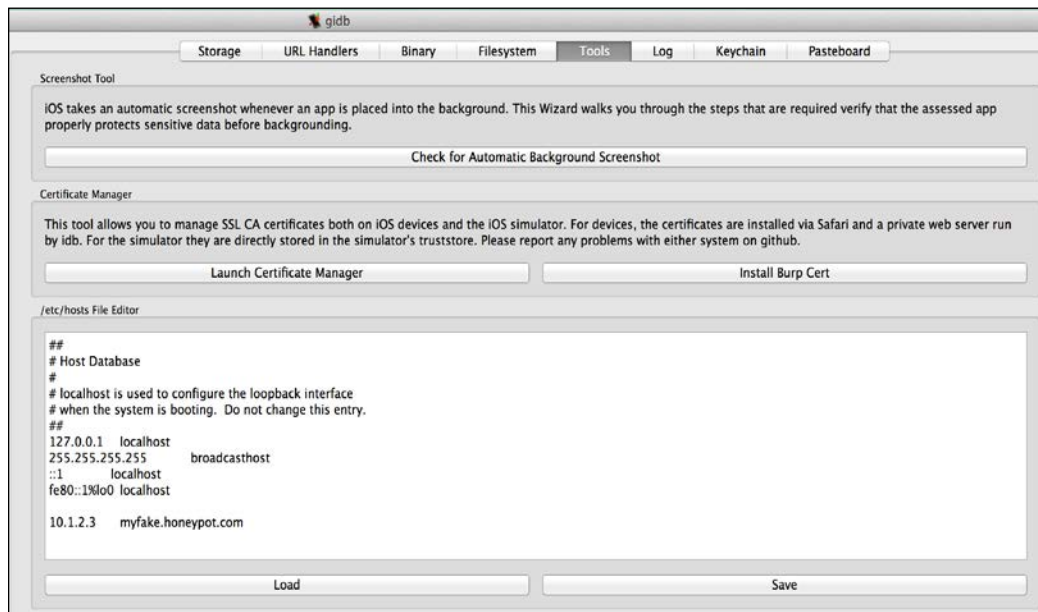 gidb
Storage URL Handlers Binary Filesystem Tools Log Keychain Pasteboard
Screenshot Tool
iOS takes an automatic screenshot whenever an app is placed into the background. This Wizard walks you through the steps that are required verify that the assessed app
properly protects sensitive data before backgrounding.
Check for Automatic Background Screenshot
Certificate Manager
This tool allows you to manage SSL CA certificates both on iOS devices and the iOS simulator. For devices, the certificates are installed via Safari and a private web server run
by idb. For the simulator they are directly stored in the simulator's truststore. Please report any problems with either system on github.
Launch Certificate Manager Install Burp Cert
/etc/hosts File Editor
##
# Host Database
#
# localhost is used to configure the loopback interface
# when the system is booting. Do not change this entry.
##
127.0.0.1 localhost
255.255.255.255 broadcasthost
::1 localhost
fe80::1%lo0 localhost
10.1.2.3 myfake.honeypot.com
Load Save